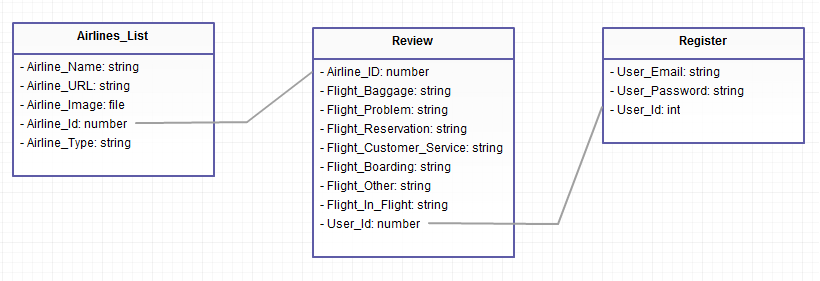 Airlines_List
- Airline_Name: string
- Airline_URL: string
- Airline_Image: file
- Airline_Id: number
- Airline_Type: string
Review
- Airline_ID: number
- Flight_Baggage: string
- Flight_Problem: string
- Flight_Reservation: string
- Flight_Customer_Service: string
- Flight_Boarding: string
- Flight_Other: string
- Flight_In_Flight: string
- User_Id: number
Register
- User_Email: string
- User_Password: string
- User_Id: int